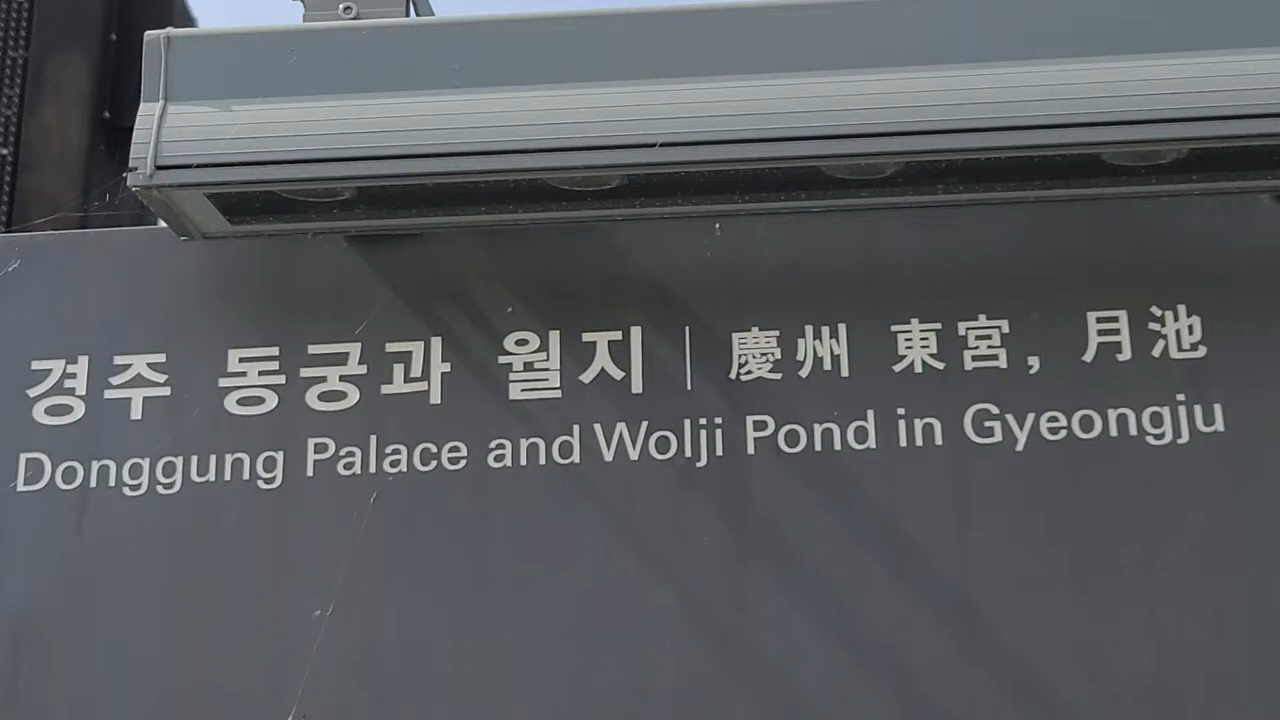 경주 동궁과 월지 | 慶州 東宮, 月池
Donggung Palace and Wolji Pond in Gyeongju